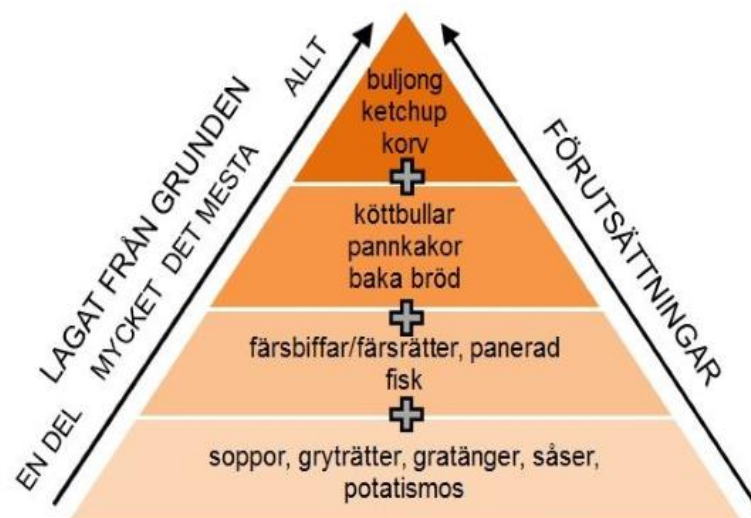 buljong
ketchup
korv
köttbullar
pannkakor
baka bröd
färsbiffar/färsrätter, panerad
fisk
soppor, gryträtter, gratänger, såser,
potatismos
LAGAT FRÅN GRUNDEN
EN DEL MYCKET DET MESTA ALLT
FÖRUTSÄTTNINGAR